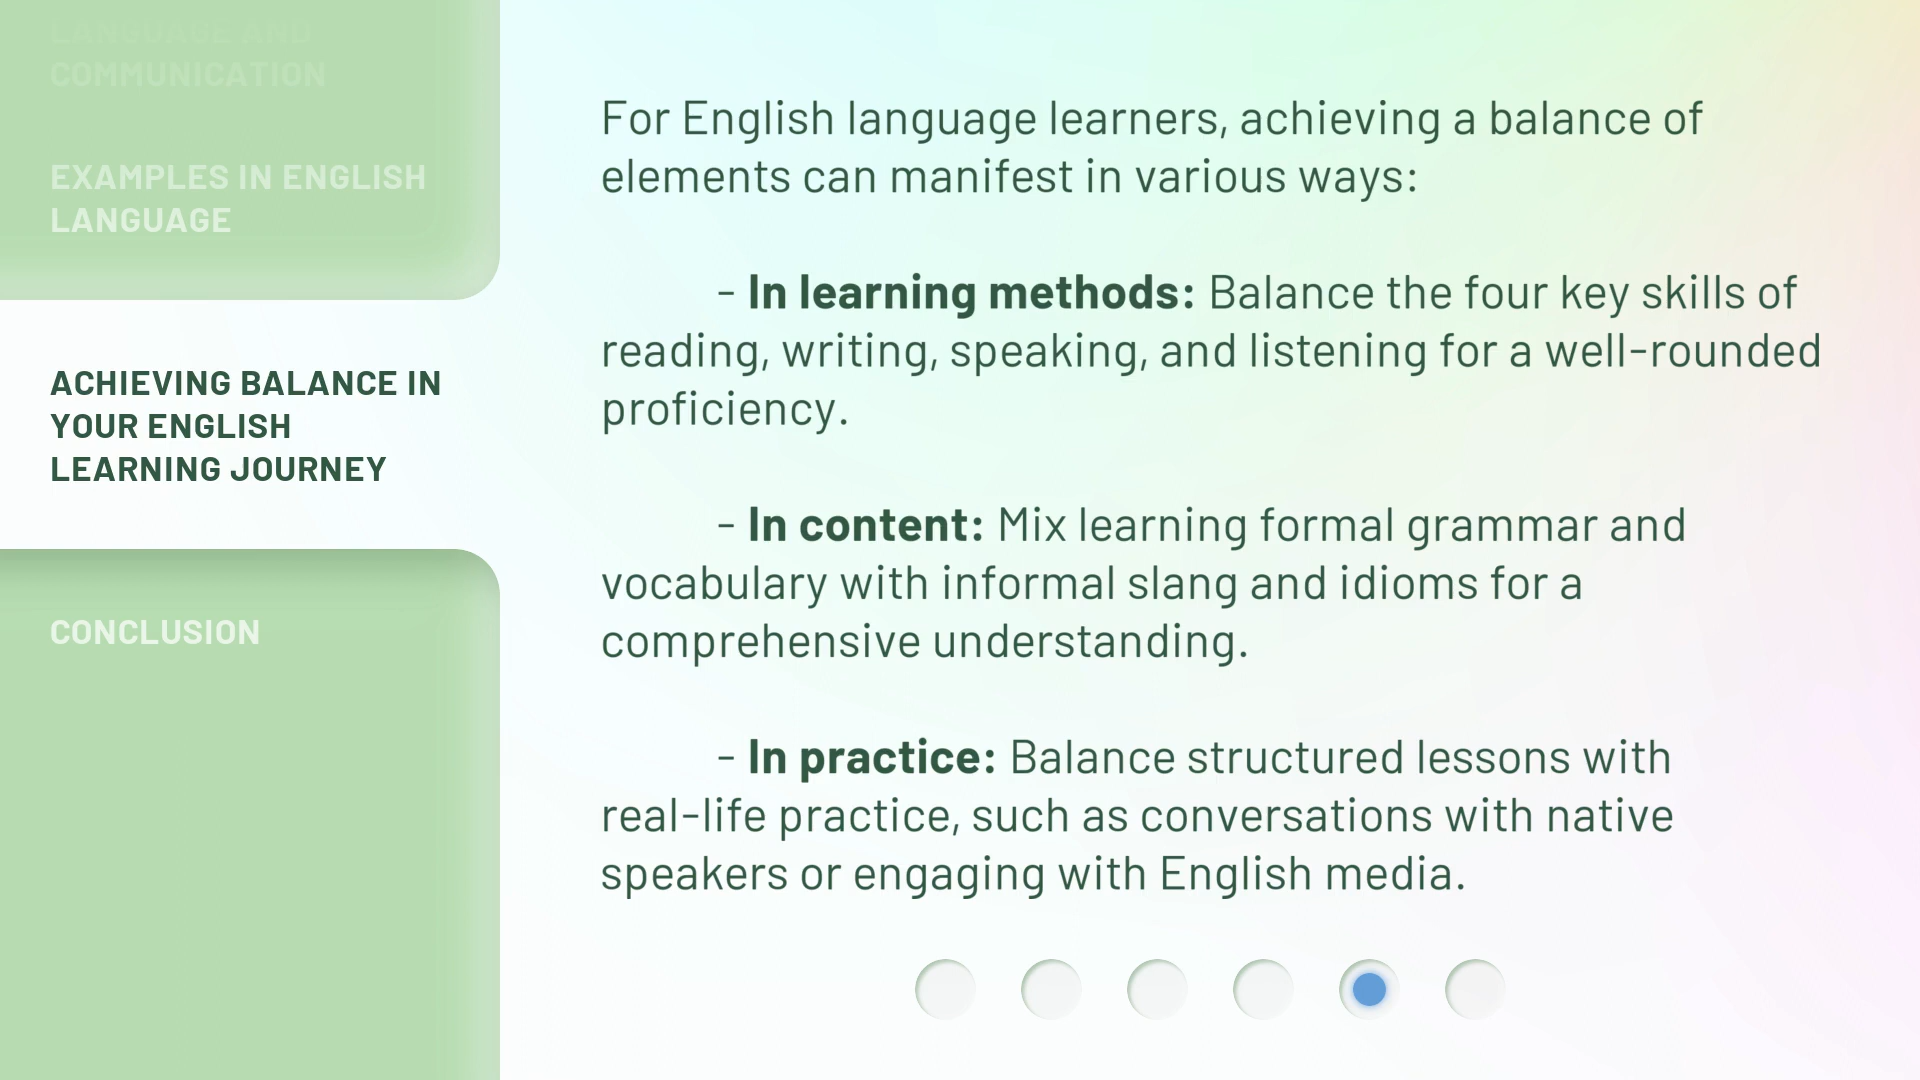 LANGUAGE AND
COMMUNICATION
EXAMPLES IN ENGLISH
LANGUAGE
ACHIEVING BALANCE IN
YOUR ENGLISH
LEARNING JOURNEY
CONCLUSION
For English language learners, achieving a balance of
elements can manifest in various ways:
- In learning methods: Balance the four key skills of
reading, writing, speaking, and listening for a well-rounded
proficiency.
- In content: Mix learning formal grammar and
vocabulary with informal slang and idioms for a
comprehensive understanding.
- In practice: Balance structured lessons with
real-life practice, such as conversations with native
speakers or engaging with English media.